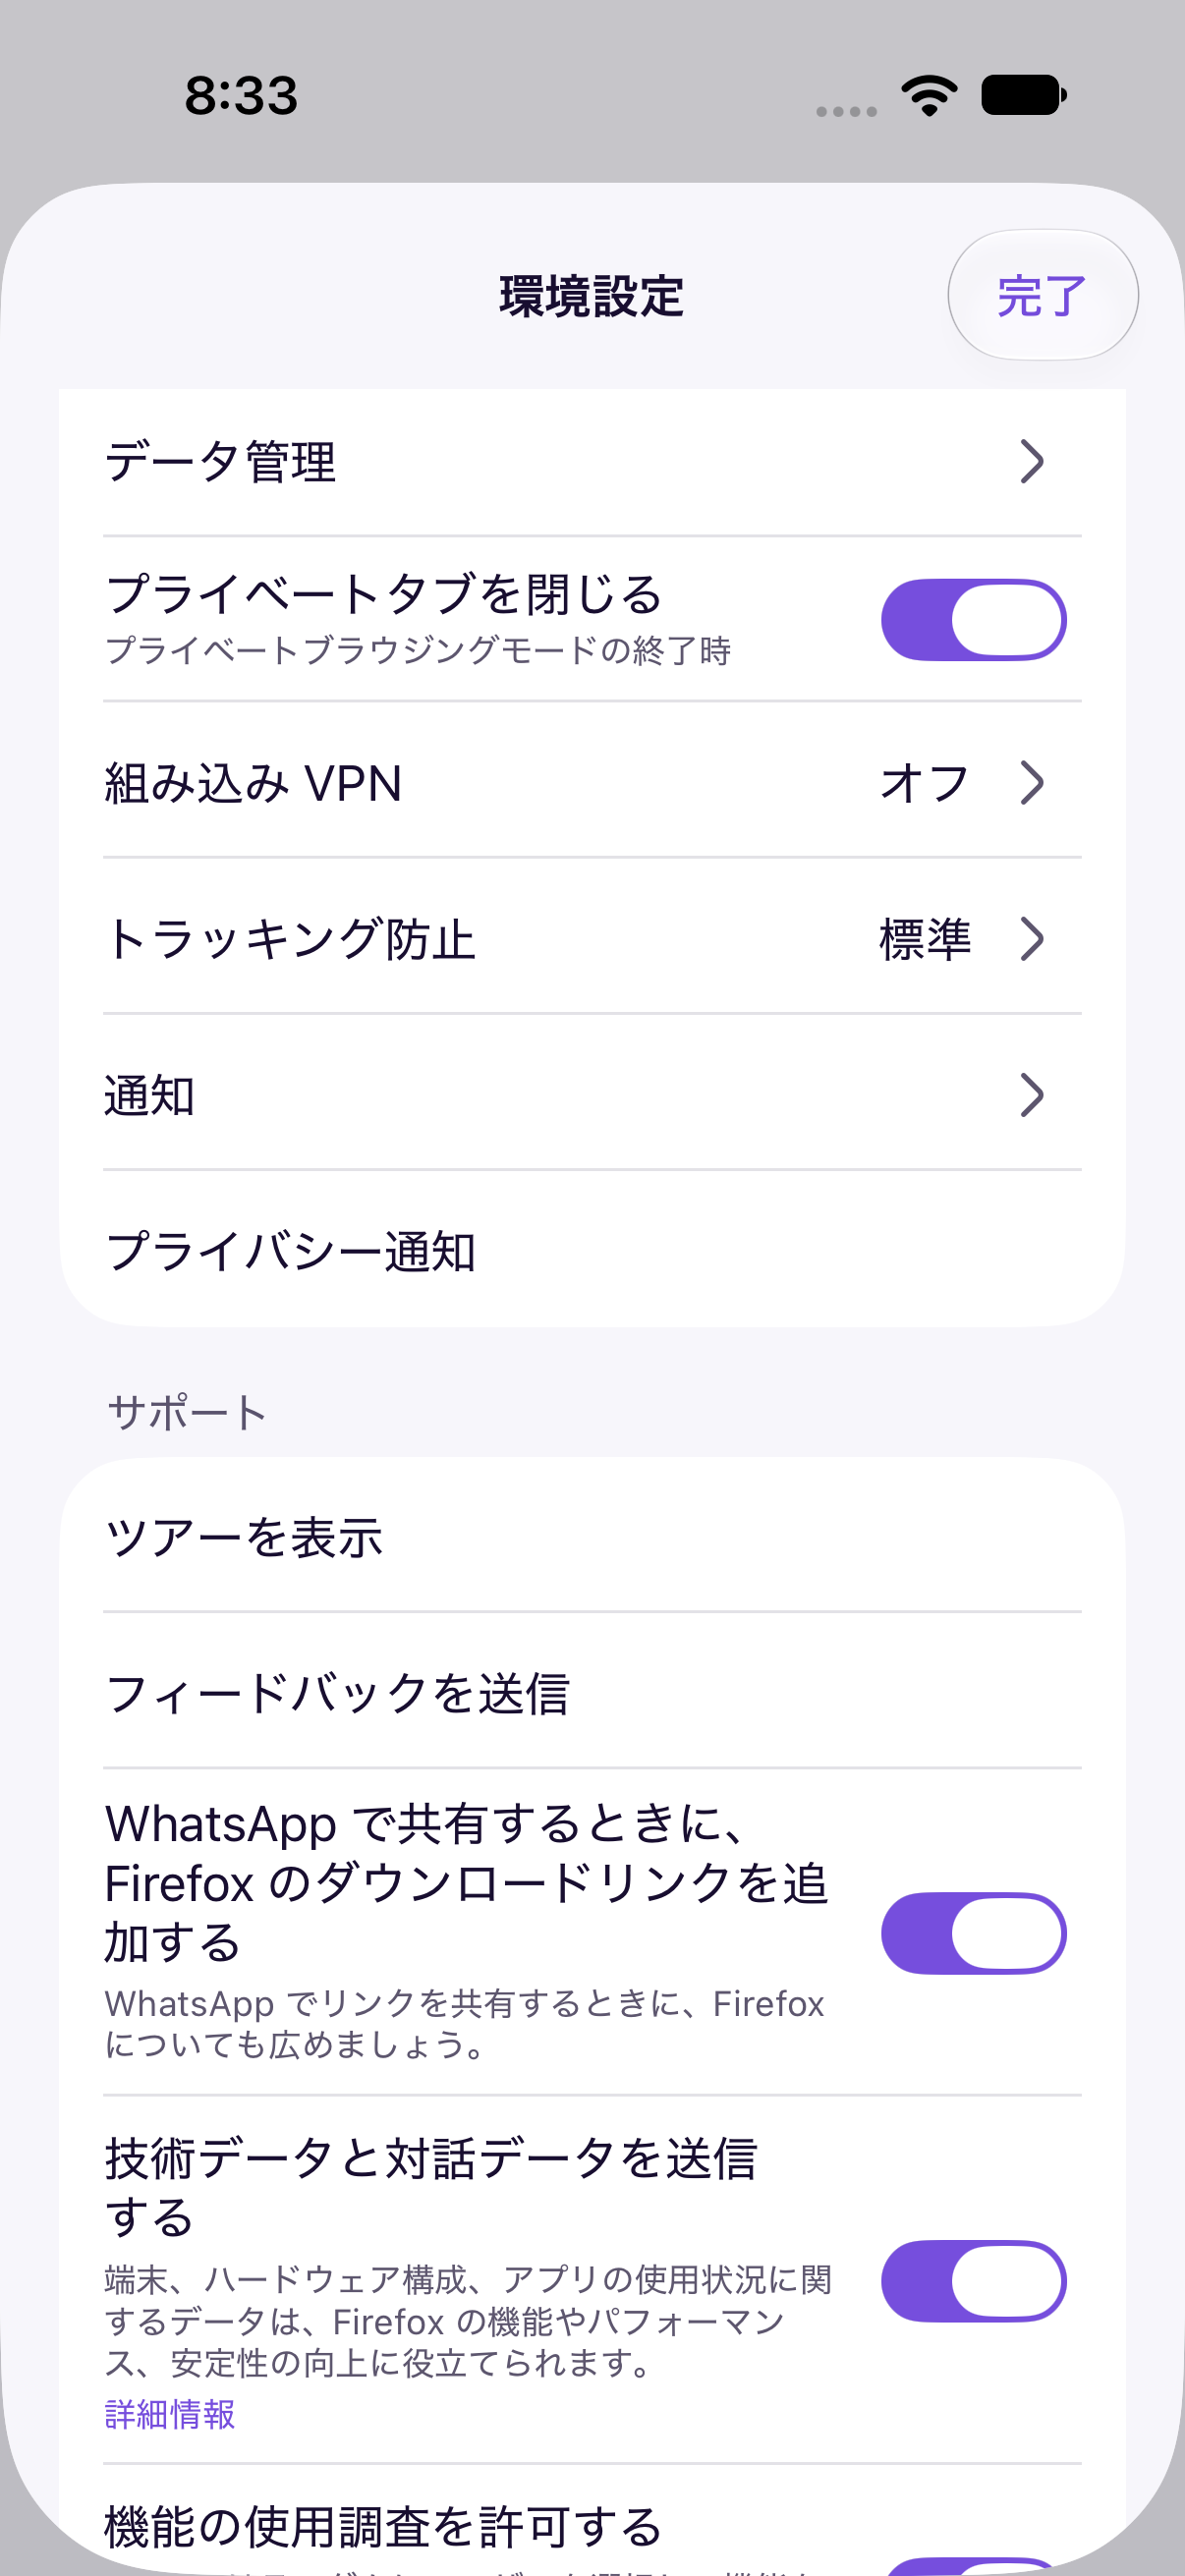 8:33
環境設定
完了
データ管理
プライベートタブを閉じる
プライベートブラウジングモードの終了時
組み込み VPN オフ
トラッキング防止 標準
通知
プライバシー通知
サポート
ツアーを表示
フィードバックを送信
WhatsApp で共有するときに、
Firefox のダウンロードリンクを追
加する
WhatsApp でリンクを共有するときに、Firefox
についても広めましょう。
技術データと対話データを送信
する
端末、ハードウェア構成、アプリの使用状況に関
するデータは、Firefox の機能やパフォーマン
ス、安定性の向上に役立てられます。
詳細情報
機能の使用調査を許可する